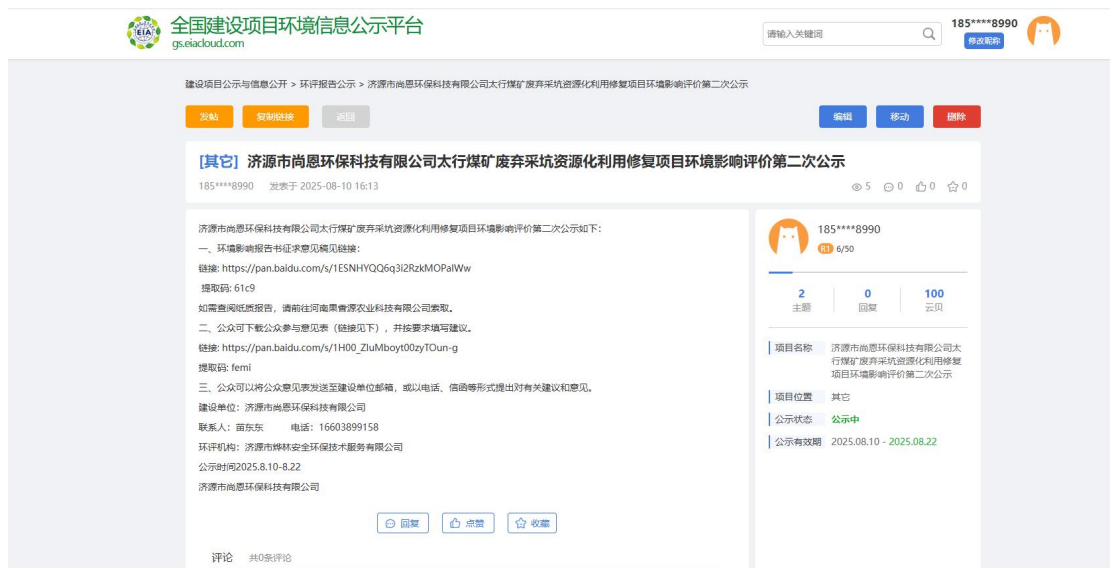 EIA
全国建设项目环境信息公示平台
gs.eiacloud.com
请输入关键词
185****8990
修改昵称
建设项目公示与信息公开 > 环评报告公示 > 济源市尚恩环保科技有限公司太行煤矿废弃采坑资源化利用修复项目环境影响评价第二次公示
发帖 复制链接 返回 编辑 移动 删除
[其它] 济源市尚恩环保科技有限公司太行煤矿废弃采坑资源化利用修复项目环境影响评价第二次公示
185****8990 发表于 2025-08-10 16:13
5 0 0 0
济源市尚恩环保科技有限公司太行煤矿废弃采坑资源化利用修复项目环境影响评价第二次公示如下：
一、环境影响报告书征求意见稿见链接：
链接: https://pan.baidu.com/s/1ESNHYQQ6q3i2RzkMOPalWw
提取码: 61c9
如需查阅纸质报告，请前往河南果香源农业科技有限公司索取。
二、公众可下载公众参与意见表（链接见下），并按要求填写建议。
链接: https://pan.baidu.com/s/1H00_ZluMboyt00zyTOun-g
提取码: femi
三、公众可以将公众意见表发送至建设单位邮箱，或以电话、信函等形式提出对有关建议和意见。
建设单位：济源市尚恩环保科技有限公司
联系人：苗东东 电话：16603899158
环评机构：济源市烨林安全环保技术服务有限公司
公示时间2025.8.10-8.22
济源市尚恩环保科技有限公司
回复 点赞 收藏
评论 共0条评论
185****8990
R1 6/50
2 0 100
主题 回复 云贝
项目名称 济源市尚恩环保科技有限公司太
行煤矿废弃采坑资源化利用修复
项目环境影响评价第二次公示
项目位置 其它
公示状态 公示中
公示有效期 2025.08.10 - 2025.08.22